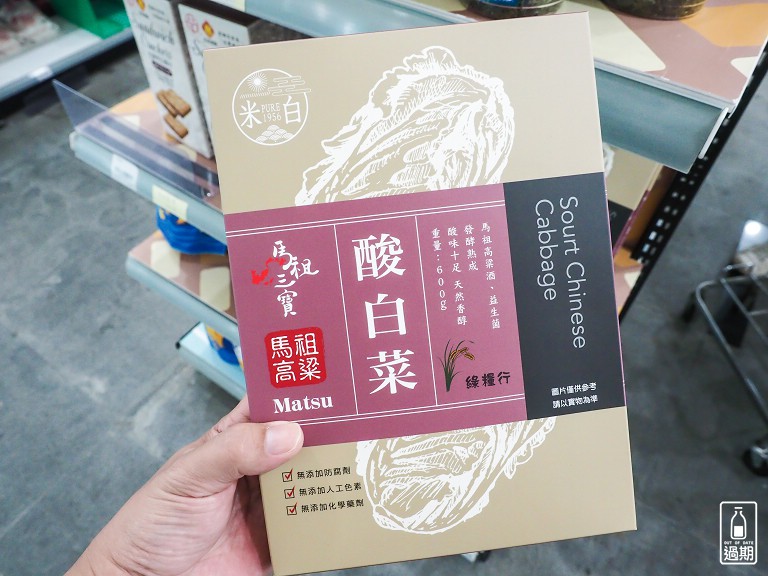 米 PURE 1956 白
馬祖三寶
馬祖高粱
Matsu
酸白菜
馬祖高粱酒、益生菌
發酵熟成
酸味十足 天然香醇
重量:600g
綠糧行
Sourt Chinese
Cabbage
圖片僅供參考
請以實物為準
無添加防腐劑
無添加人工色素
無添加化學藥劑
OUT OF DATE
過期